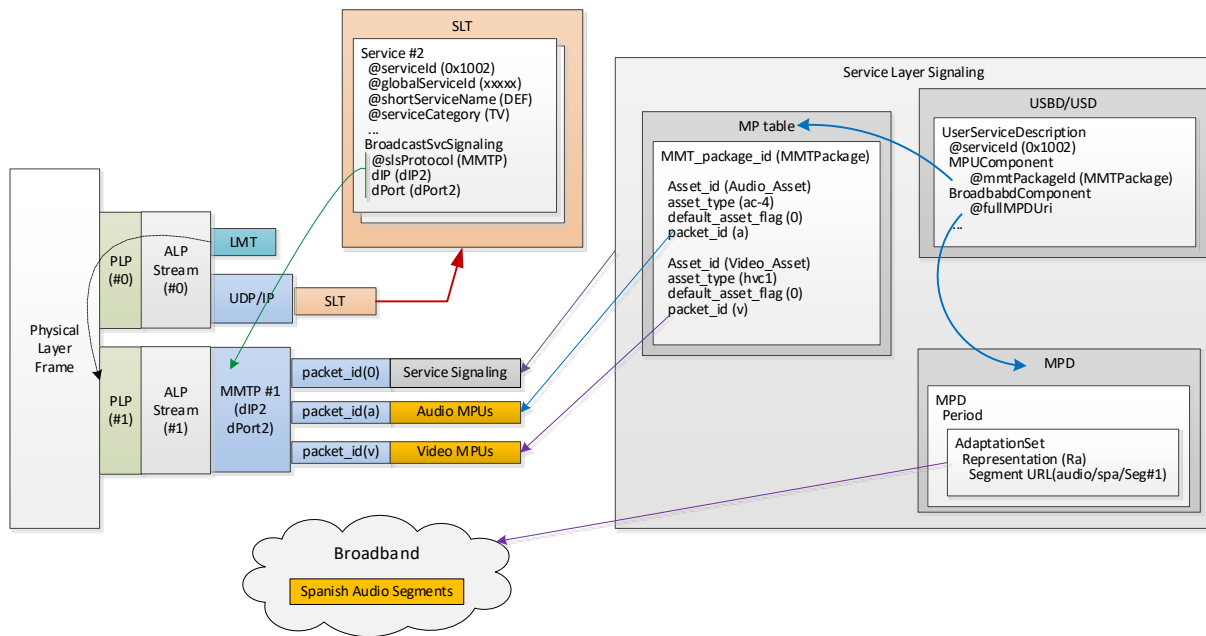 SLT
Service #2
@serviceId (0x1002)
@globalServiceId (xxxxx)
@shortServiceName (DEF)
@serviceCategory (TV)
...
BroadcastSvcSignaling
@slsProtocol (MMTP)
dIP (dIP2)
dPort (dPort2)
Service Layer Signaling
MP table
MMT_package_id (MMTPackage)
Asset_id (Audio_Asset)
asset_type (ac-4)
default_asset_flag (0)
packet_id (a)
Asset_id (Video_Asset)
asset_type (hvc1)
default_asset_flag (0)
packet_id (v)
USBD/USD
UserServiceDescription
@serviceId (0x1002)
MPUComponent
@mmtPackageId (MMTPackage)
BroadbabdComponent
@fullMPDUri
...
MPD
MPD
Period
AdaptationSet
Representation (Ra)
Segment URL(audio/spa/Seg#1)
Physical
Layer
Frame
PLP
(#0)
ALP
Stream
(#0)
LMT
UDP/IP
SLT
PLP
(#1)
ALP
Stream
(#1)
MMTP #1
(dIP2
dPort2)
packet_id(0)
Service Signaling
packet_id(a)
Audio MPUs
packet_id(v)
Video MPUs
Broadband
Spanish Audio Segments